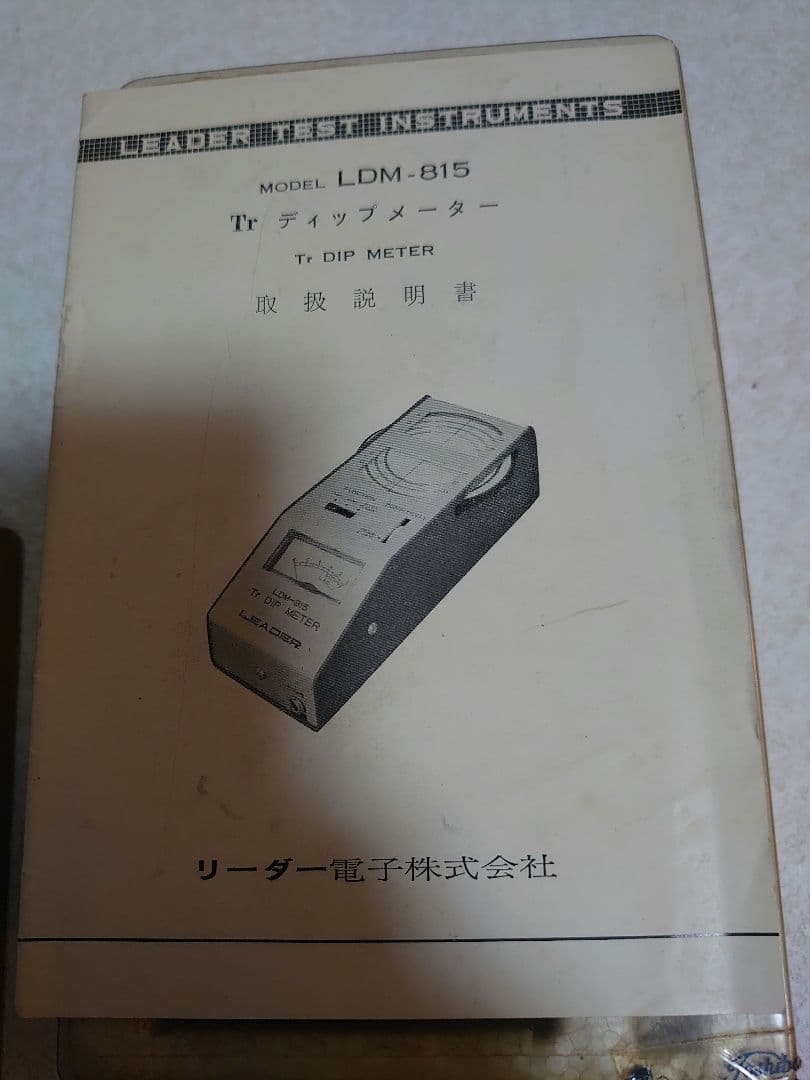 LEADER TEST INSTRUMENTS
MODEL LDM-815
Tr ディップメーター
Tr DIP METER
取扱説明書
LDM-815
Tr DIP METER
LEADER
リーダー電子株式会社